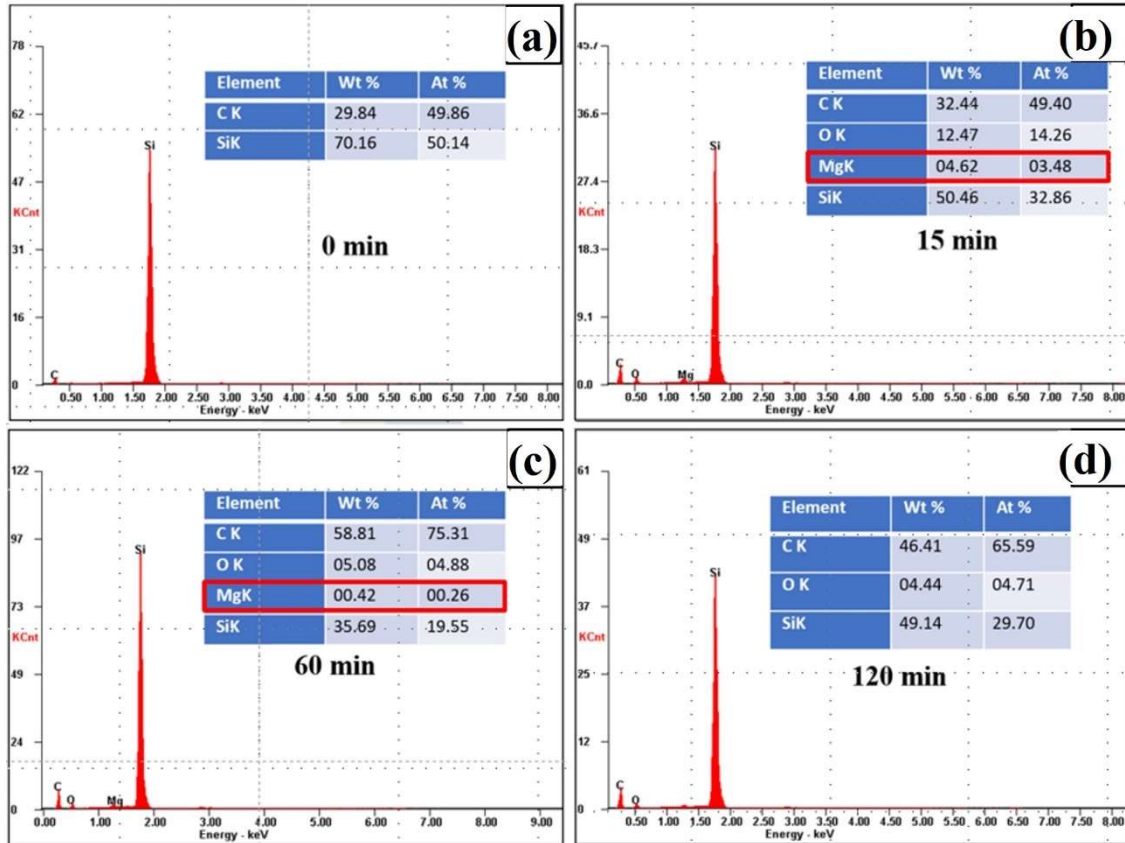 (a)
78
62
47
KCnt
31
16
0
Si
C
Element Wt % At %
C K 29.84 49.86
SiK 70.16 50.14
0 min
0.50 1.00 1.50 2.00 2.50 3.00 3.50 4.00 4.50 5.00 5.50 6.00 6.50 7.00 7.50 8.00
Energy - keV
(b)
45.7
36.6
27.4
KCnt
18.3
9.1
0.0
Si
C
O
Mg
Element Wt % At %
C K 32.44 49.40
O K 12.47 14.26
MgK 04.62 03.48
SiK 50.46 32.86
15 min
0.50 1.00 1.50 2.00 2.50 3.00 3.50 4.00 4.50 5.00 5.50 6.00 6.50 7.00 7.50 8.00
Energy - keV
(c)
122
97
73
KCnt
49
24
0
Si
C
O
Mg
Element Wt % At %
C K 58.81 75.31
O K 05.08 04.88
MgK 00.42 00.26
SiK 35.69 19.55
60 min
0.00 1.00 2.00 3.00 4.00 5.00 6.00 7.00 8.00 9.00
Energy - keV
(d)
61
49
37
KCnt
25
12
0
Si
C
O
Element Wt % At %
C K 46.41 65.59
O K 04.44 04.71
SiK 49.14 29.70
120 min
0.50 1.00 1.50 2.00 2.50 3.00 3.50 4.00 4.50 5.00 5.50 6.00 6.50 7.00 7.50 8.00
Energy - keV